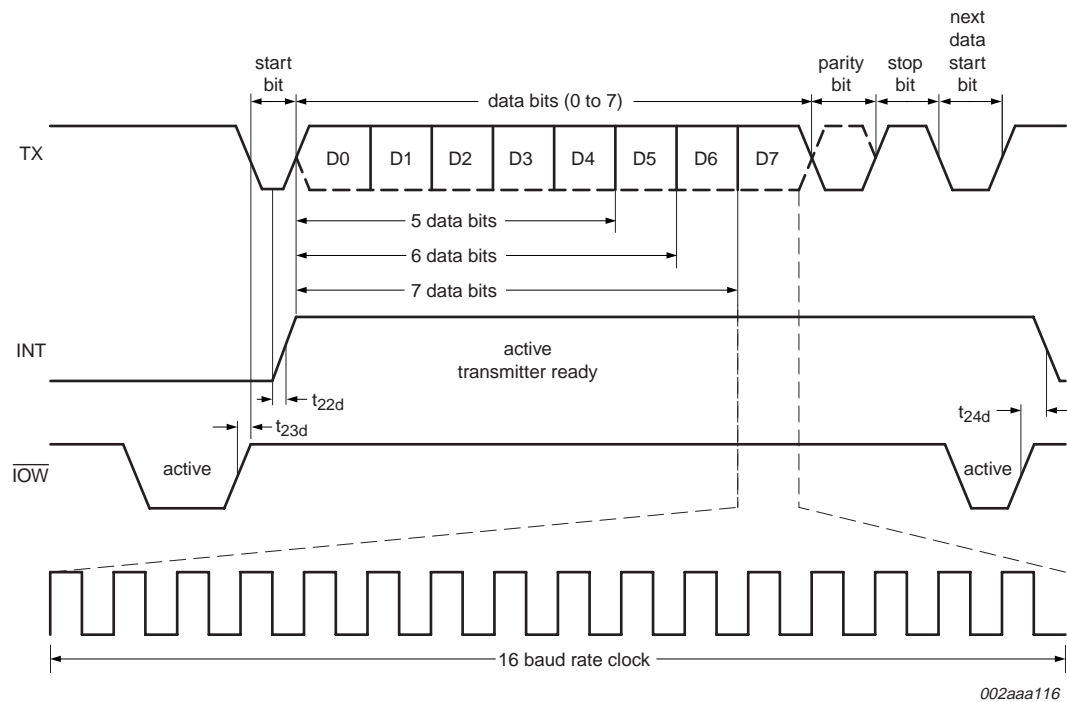 next
data
start
bit
start
bit
parity
bit
stop
bit
data bits (0 to 7)
TX
D0 D1 D2 D3 D4 D5 D6 D7
5 data bits
6 data bits
7 data bits
INT
active
transmitter ready
t22d
t23d
t24d
IOW
active
active
16 baud rate clock
002aaa116